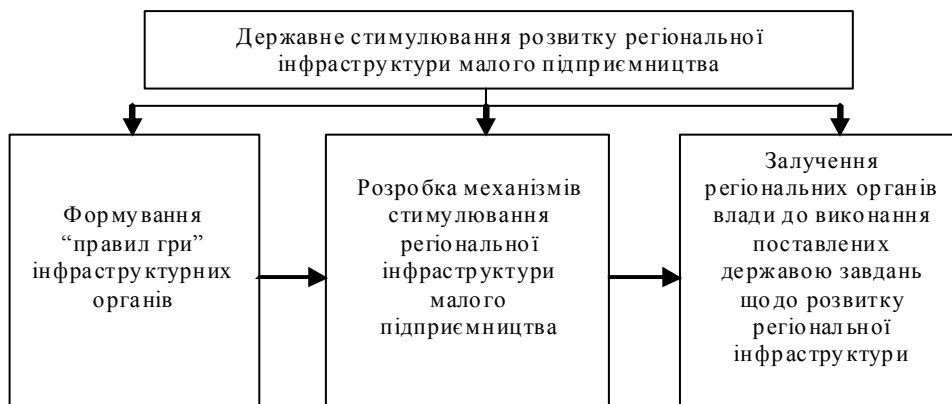 Державне стимулювання розвитку регіональної
інфраструктури малого підприємництва
Формування
“правил гри”
інфраструктурних
органів
Розробка механізмів
стимулювання
регіональної
інфраструктури
малого
підприємництва
Залучення
регіональних органів
влади до виконання
поставлених
державою завдань
щодо розвитку
регіональної
інфраструктури